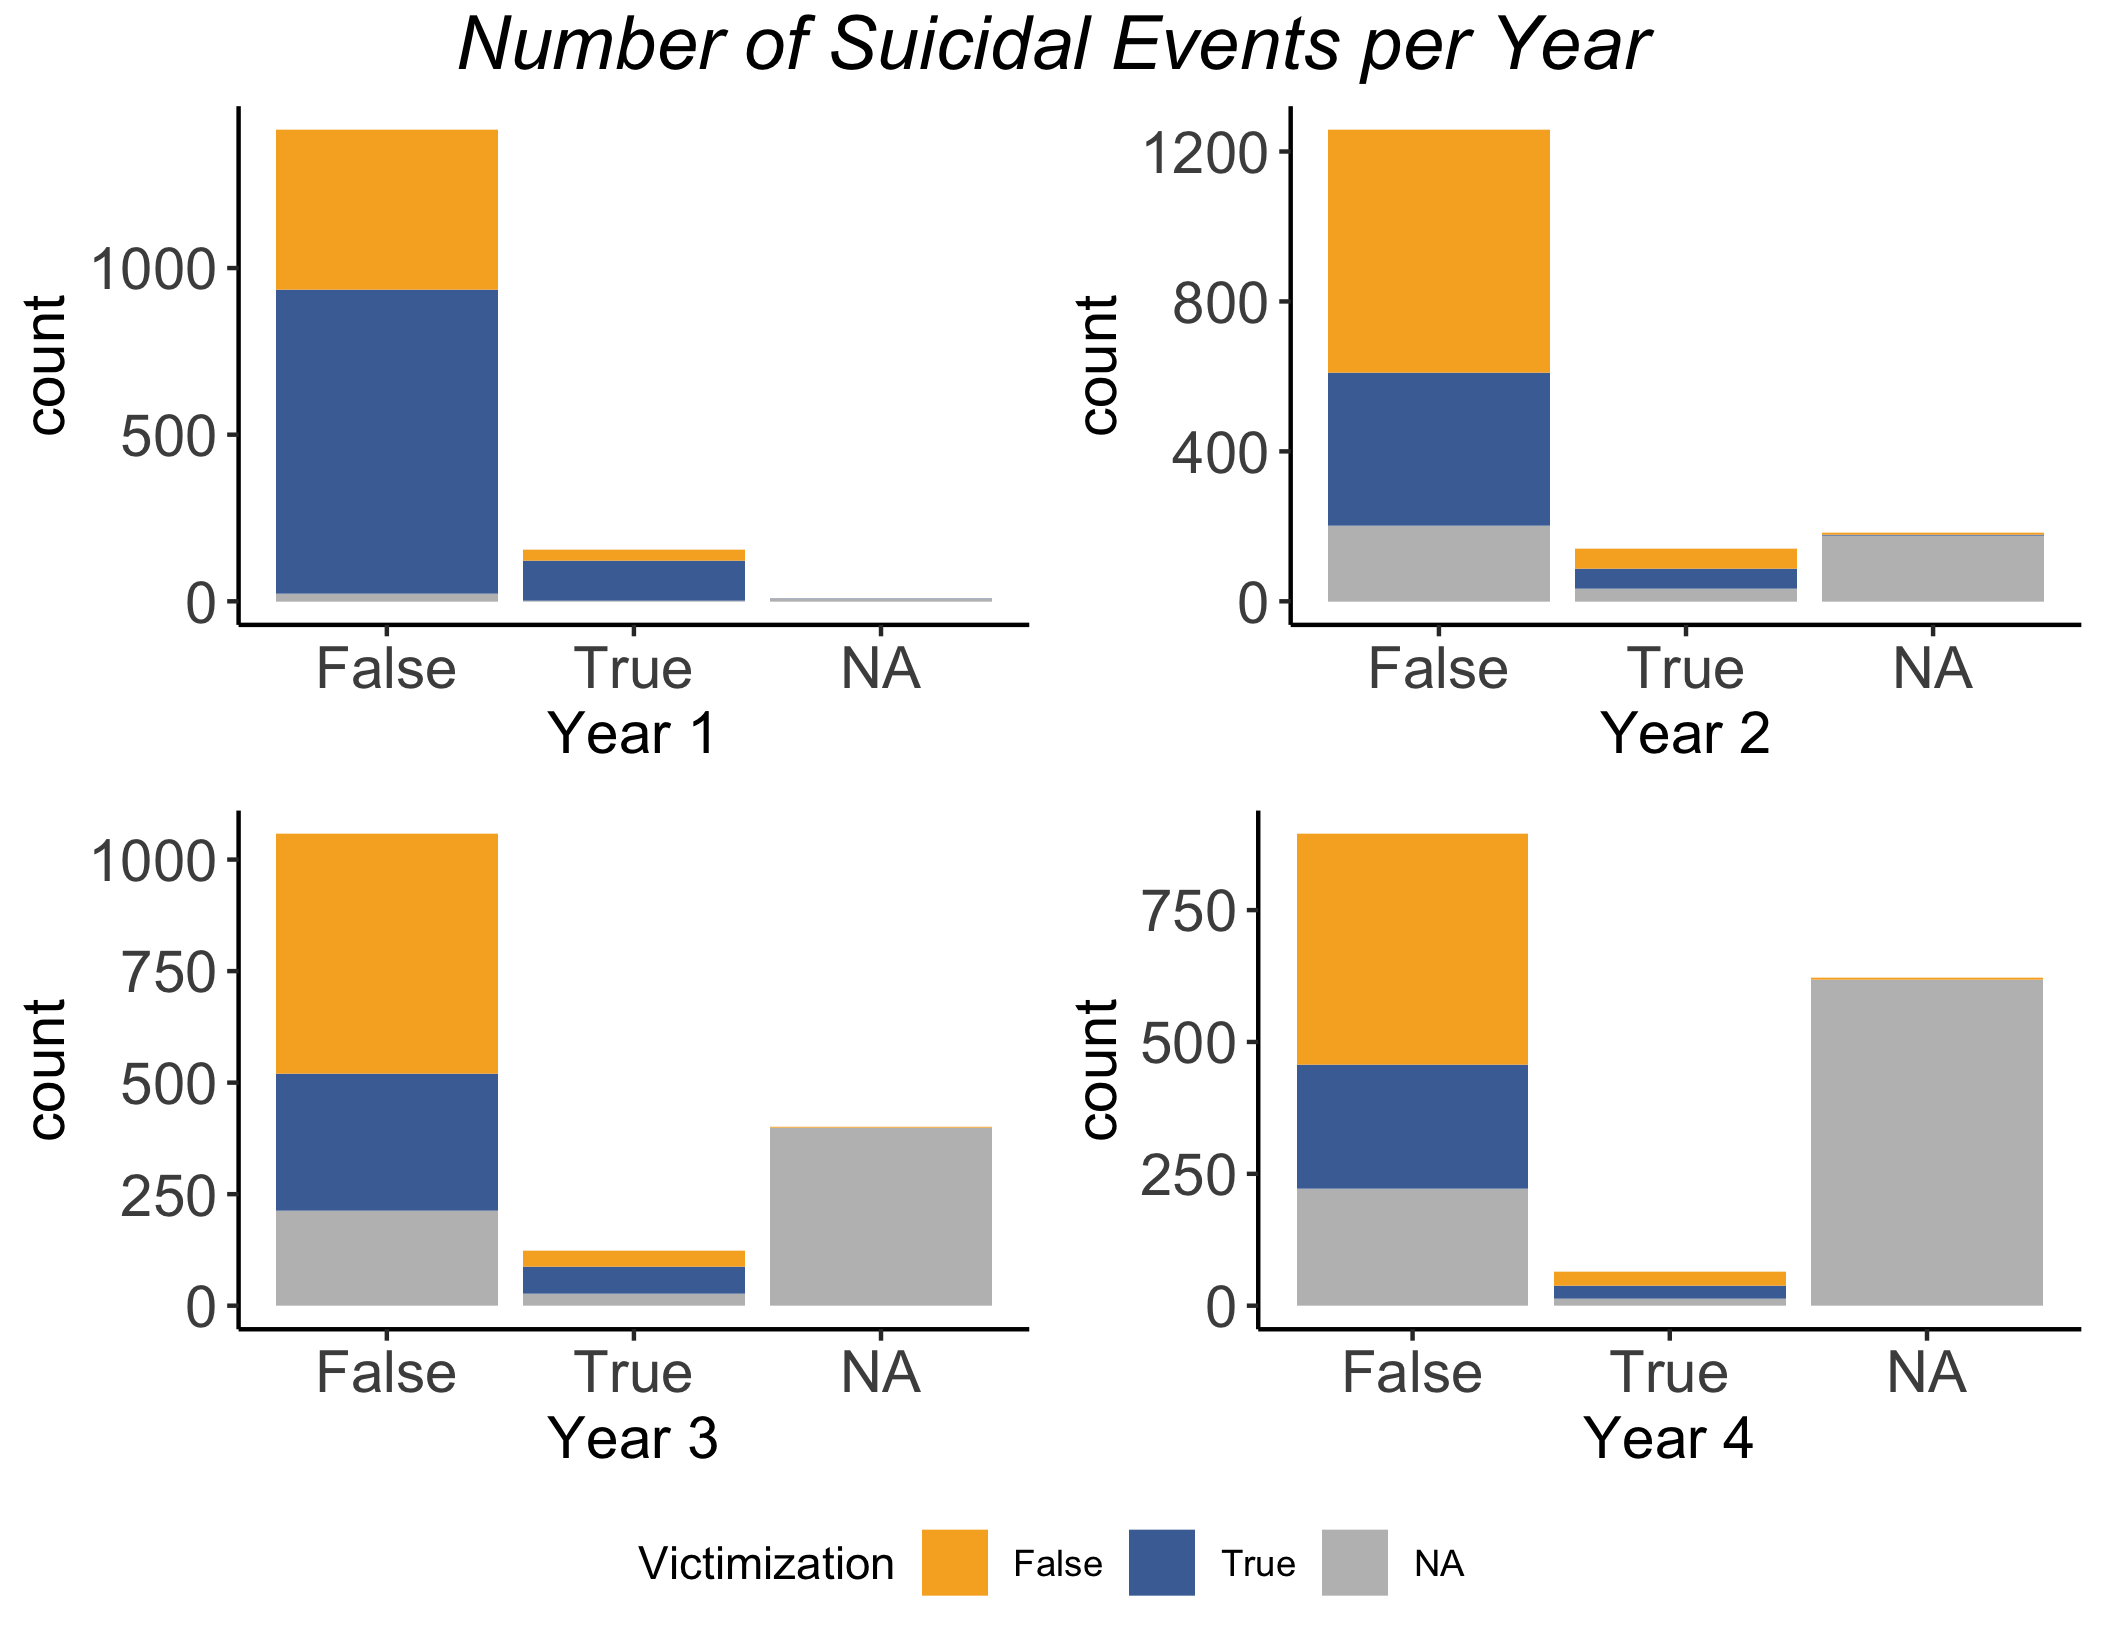 Number of Suicidal Events per Year
count
1000
500
0
False True NA
Year 1
count
1200
800
400
0
False True NA
Year 2
count
1000
750
500
250
0
False True NA
Year 3
count
750
500
250
0
False True NA
Year 4
Victimization False True NA